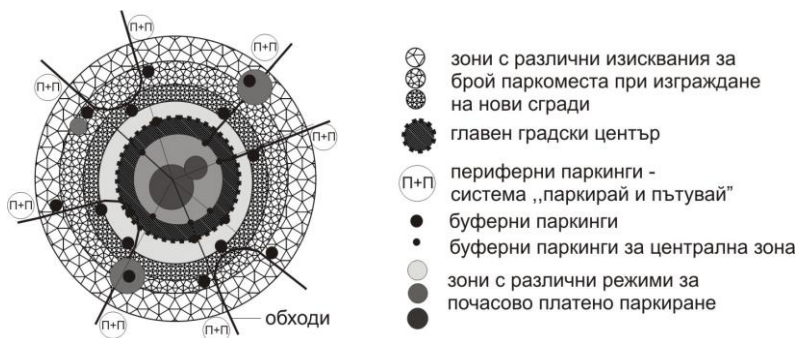 П+П
П+П
П+П
П+П
П+П
П+П
П+П
обходи
зони с различни изисквания за
брой паркоместа при изграждане
на нови сгради
главен градски център
П+П
периферни паркинги -
система ,,паркирай и пътувай”
буферни паркинги
буферни паркинги за централна зона
зони с различни режими за
почасово платено паркиране